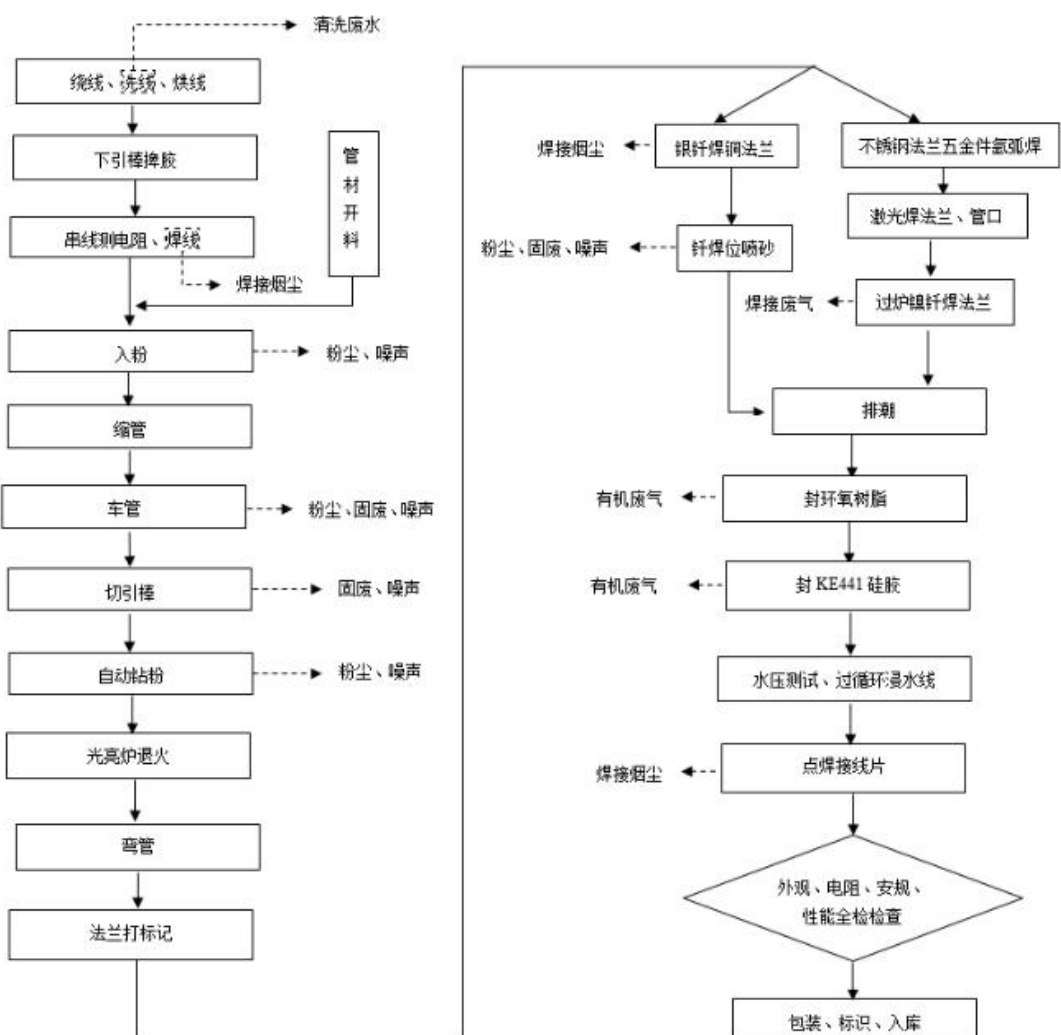 清洗废水
绕线、洗线、烘线
下引棒捭胶
管
材
开
料
串线测电阻、焊线
焊接烟尘
入粉
粉尘、噪声
缩管
车管
粉尘、固废、噪声
切引棒
固废、噪声
自动钻粉
粉尘、噪声
光亮炉退火
弯管
法兰打标记
焊接烟尘
银钎焊铜法兰
不锈钢法兰五金件氩弧焊
激光焊法兰、管口
粉尘、固废、噪声
钎焊位喷砂
焊接废气
过炉镍钎焊法兰
排潮
有机废气
封环氧树脂
有机废气
封 KE441 硅胶
水压测试、过循环浸水线
焊接烟尘
点焊接线片
外观、电阻、安规、
性能全检检查
包装、标识、入库